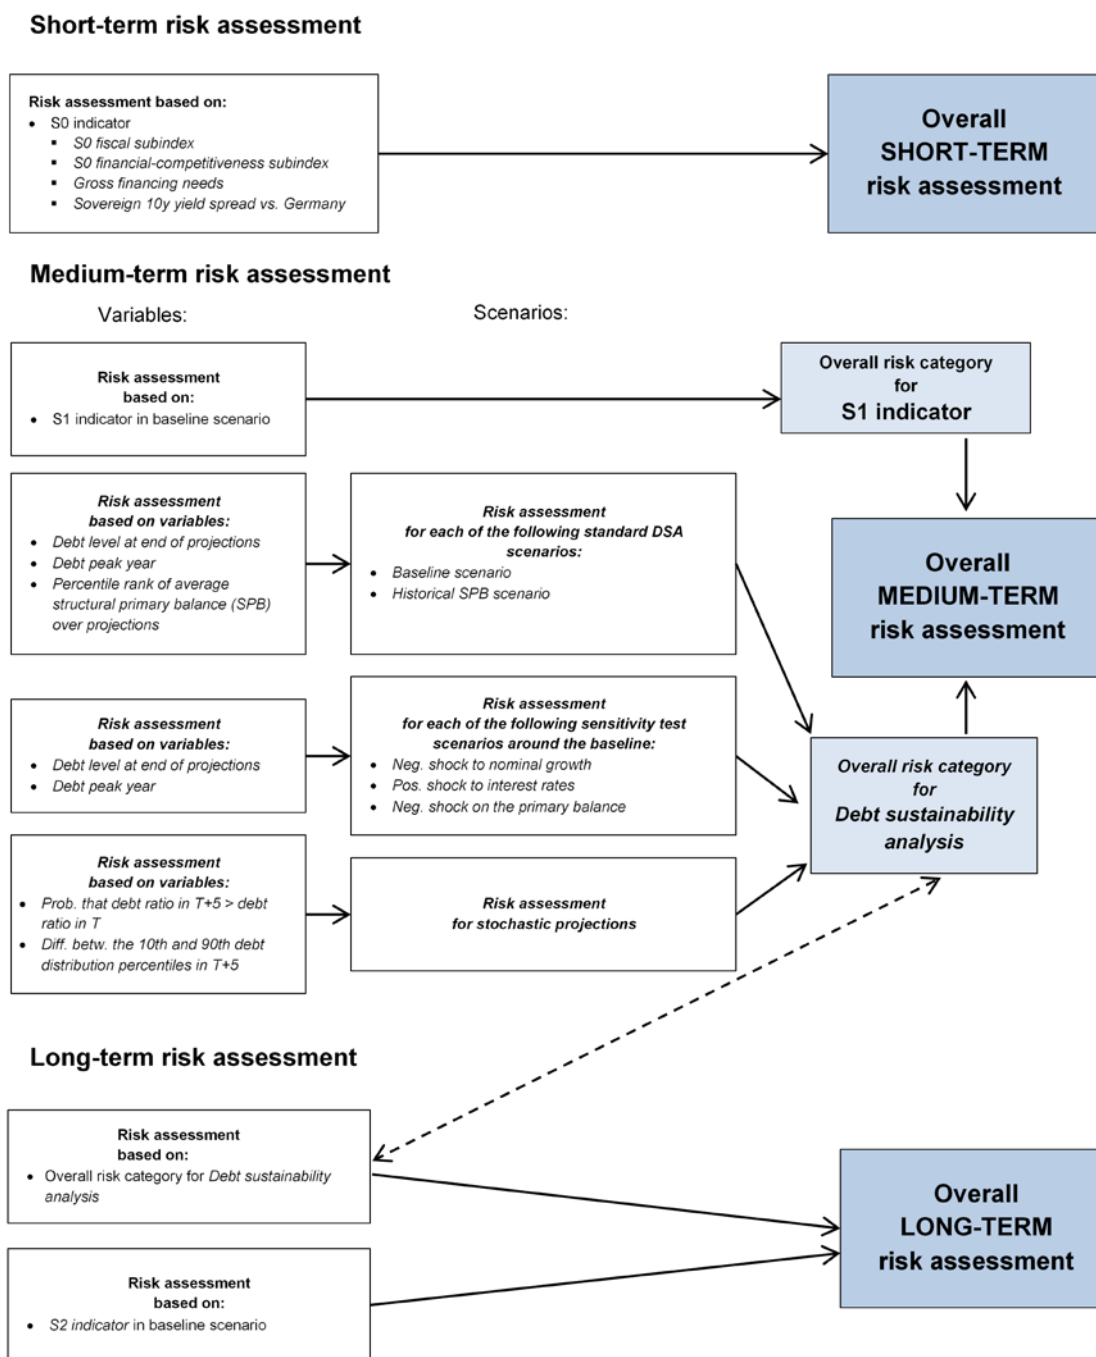 Short-term risk assessment
Risk assessment based on:
• S0 indicator
▪ S0 fiscal subindex
▪ S0 financial-competitiveness subindex
▪ Gross financing needs
▪ Sovereign 10y yield spread vs. Germany
Overall
SHORT-TERM
risk assessment
Medium-term risk assessment
Variables:
Scenarios:
Risk assessment
based on:
• S1 indicator in baseline scenario
Overall risk category
for
S1 indicator
Risk assessment
based on variables:
• Debt level at end of projections
• Debt peak year
• Percentile rank of average
structural primary balance (SPB)
over projections
Risk assessment
for each of the following standard DSA
scenarios:
• Baseline scenario
• Historical SPB scenario
Overall
MEDIUM-TERM
risk assessment
Risk assessment
based on variables:
• Debt level at end of projections
• Debt peak year
Risk assessment
for each of the following sensitivity test
scenarios around the baseline:
• Neg. shock to nominal growth
• Pos. shock to interest rates
• Neg. shock on the primary balance
Overall risk category
for
Debt sustainability
analysis
Risk assessment
based on variables:
• Prob. that debt ratio in T+5 > debt
ratio in T
• Diff. betw. the 10th and 90th debt
distribution percentiles in T+5
Risk assessment
for stochastic projections
Long-term risk assessment
Risk assessment
based on:
• Overall risk category for Debt sustainability
analysis
Overall
LONG-TERM
risk assessment
Risk assessment
based on:
• S2 indicator in baseline scenario